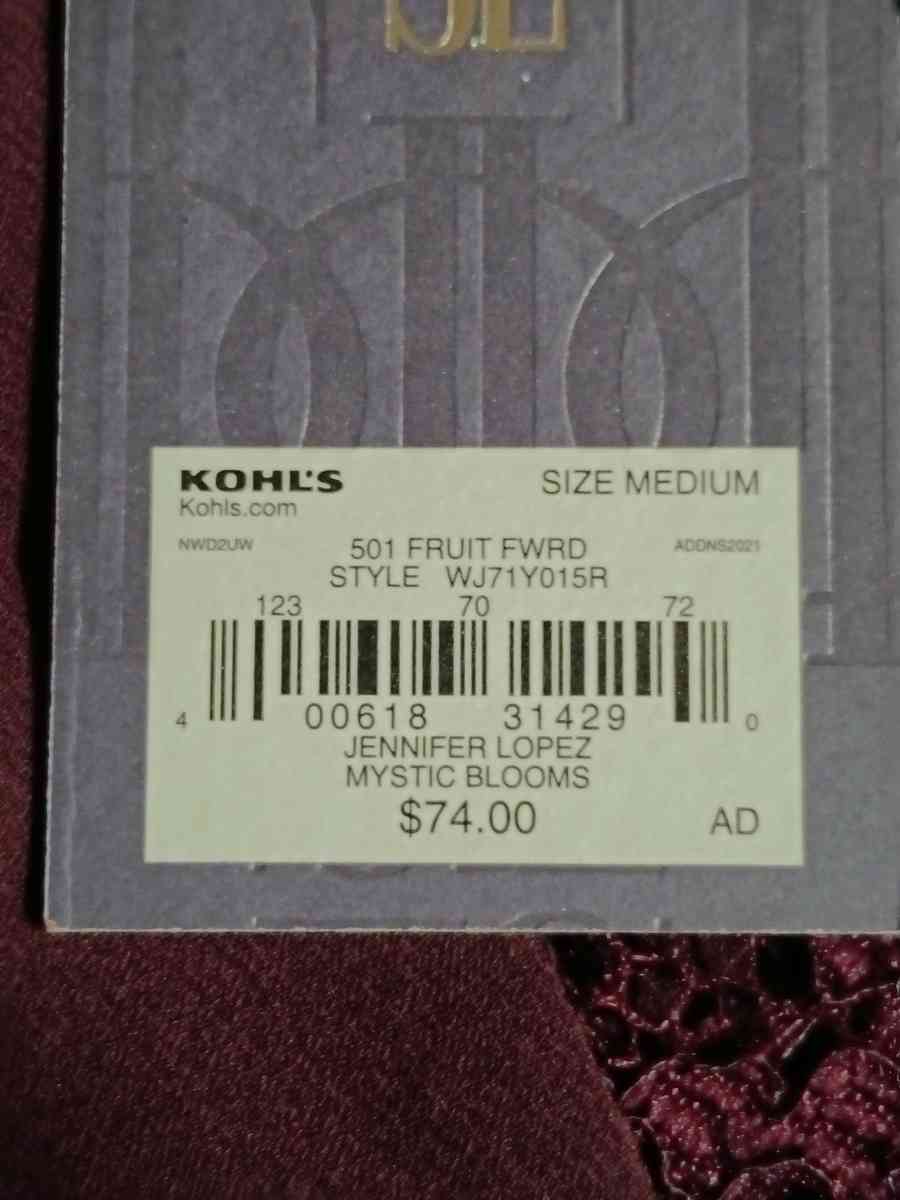 JL
KOHL'S SIZE MEDIUM
Kohls.com
NWD2UW 501 FRUIT FWRD ADDNS2021
STYLE WJ71Y015R
123 70 72
4 00618 31429 0
JENNIFER LOPEZ
MYSTIC BLOOMS
$74.00 AD